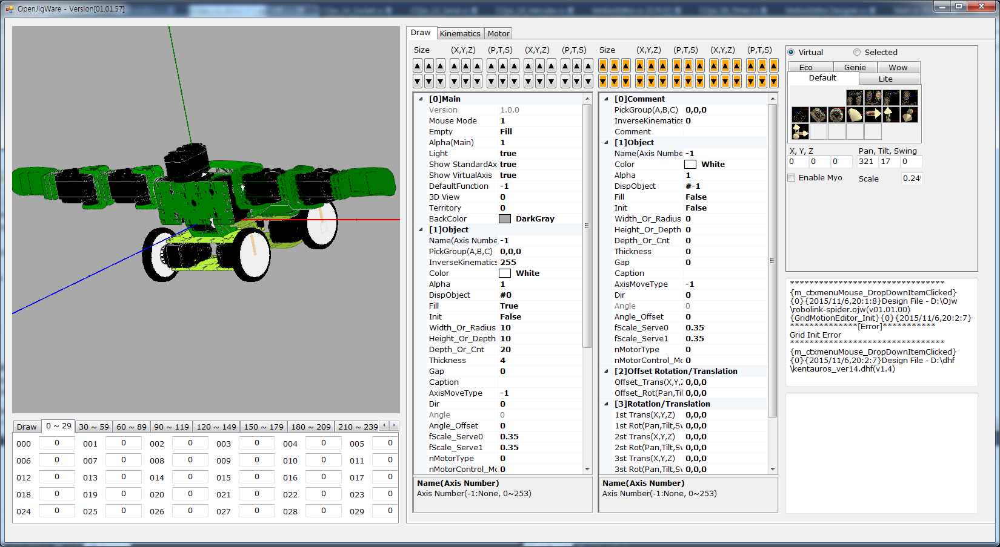 OpenJigWare - Version[01.01.57]
Draw Kinematics Motor
Size (X,Y,Z) (P,T,S) (X,Y,Z) (P,T,S) Size (X,Y,Z) (P,T,S) (X,Y,Z) (P,T,S)
[0]Main
Version 1.0.0
Mouse Mode 1
Empty Fill
Alpha(Main) 1
Light true
Show StandardAx true
Show VirtualAxis true
DefaultFunction -1
3D View 0
Territory 0
BackColor DarkGray
[1]Object
Name(Axis Numbe -1
PickGroup(A,B,C) 0,0,0
InverseKinematics 255
Color White
Alpha 1
DispObject #0
Fill True
Init False
Width_Or_Radius 10
Height_Or_Depth 10
Depth_Or_Cnt 20
Thickness 4
Gap 0
Caption
AxisMoveType -1
Dir 0
Angle 0
Angle_Offset 0
fScale_Serve0 0.35
fScale_Serve1 0.35
nMotorType 0
nMotorControl_Mc 0
Name(Axis Number)
Axis Number(-1:None, 0~253)
[0]Comment
PickGroup(A,B,C) 0,0,0
InverseKinematics 0
Comment
[1]Object
Name(Axis Numbe -1
Color White
Alpha 1
DispObject #-1
Fill False
Init False
Width_Or_Radius 0
Height_Or_Depth 0
Depth_Or_Cnt 0
Thickness 0
Gap 0
Caption
AxisMoveType -1
Dir 0
Angle 0
Angle_Offset 0
fScale_Serve0 0.35
fScale_Serve1 0.35
nMotorType 0
nMotorControl_Mc 0
[2]Offset Rotation/Translation
Offset_Trans(X,Y,Z 0,0,0
Offset_Rot(Pan,Til 0,0,0
[3]Rotation/Translation
1st Trans(X,Y,Z) 0,0,0
1st Rot(Pan,Tilt,Sv 0,0,0
2st Trans(X,Y,Z) 0,0,0
2st Rot(Pan,Tilt,Sv 0,0,0
3st Trans(X,Y,Z) 0,0,0
3st Rot(Pan,Tilt,Sv 0,0,0
Name(Axis Number)
Axis Number(-1:None, 0~253)
Virtual Selected
Eco Genie Wow
Default Lite
X, Y, Z Pan, Tilt, Swing
0 0 0 321 17 0
Enable Myo Scale 0.24
********************************
{m_ctxmenuMouse_DropDownItemClicked}
{0}{2015/11/6,20:1:8}Design File - D:\Ojw
\robolink-spider.ojw(v01.01.00)
{GridMotionEditor_Init}{0}{2015/11/6,20:2:7}
**************[Error]***********
Grid Init Error
********************************
{m_ctxmenuMouse_DropDownItemClicked}
{0}{2015/11/6,20:2:7}Design File - D:\dhf
\kentauros_ver14.dhf(v1.4)
Draw 0 ~ 29 30 ~ 59 60 ~ 89 90 ~ 119 120 ~ 149 150 ~ 179 180 ~ 209 210 ~ 239
000 0 001 0 002 0 003 0 004 0 005 0
006 0 007 0 008 0 009 0 010 0 011 0
012 0 013 0 014 0 015 0 016 0 017 0
018 0 019 0 020 0 021 0 022 0 023 0
024 0 025 0 026 0 027 0 028 0 029 0